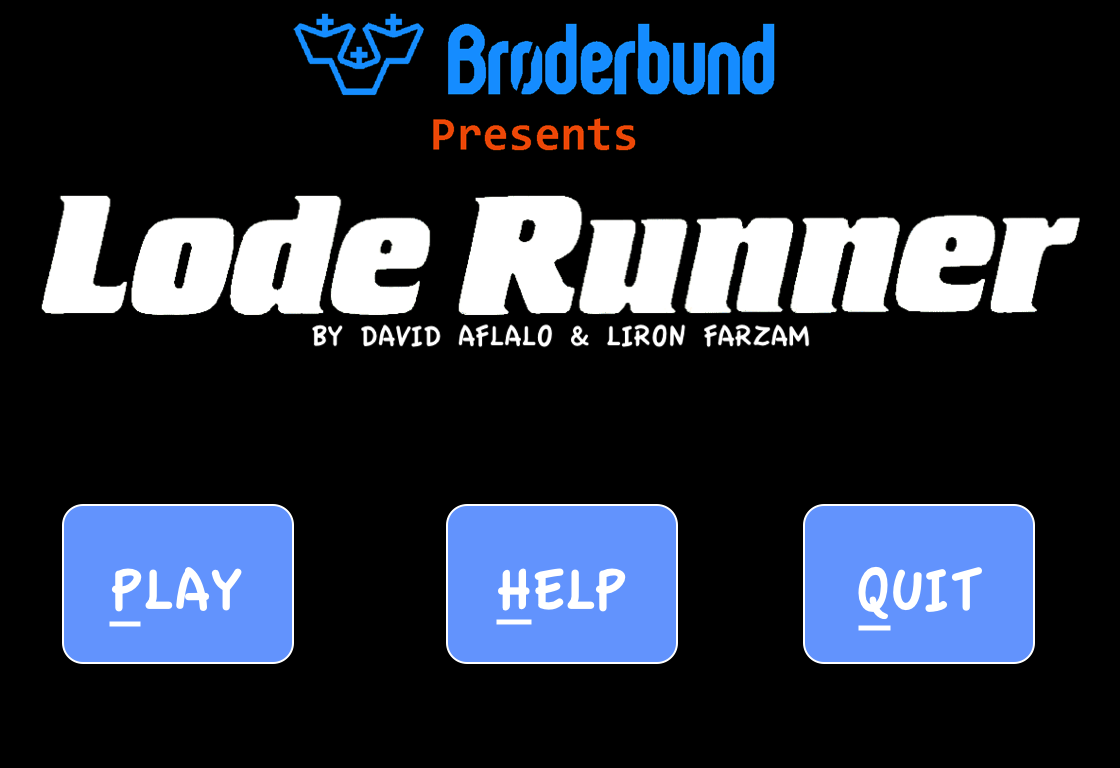 Brøderbund
Presents
Lode Runner
BY DAVID AFLALO & LIRON FARZAM
PLAY
HELP
QUIT